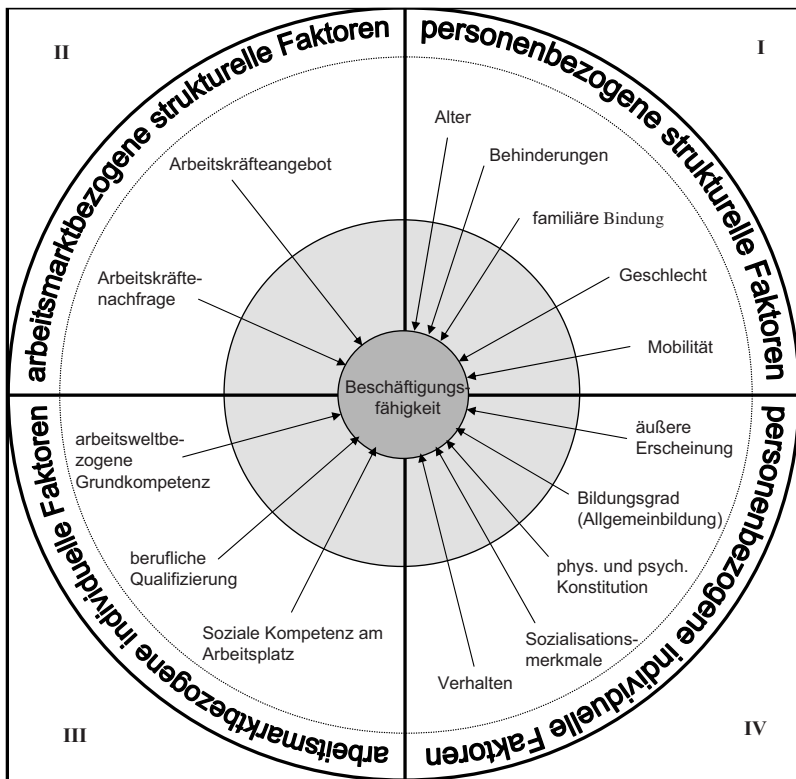 II
I
arbeitsmarktbezogene strukturelle Faktoren
personenbezogene strukturelle Faktoren
Alter
Behinderungen
familiäre Bindung
Geschlecht
Mobilität
Arbeitskräfteangebot
Arbeitskräfte-
nachfrage
Beschäftigungs-
fähigkeit
arbeitsweltbe-
zogene
Grundkompetenz
berufliche
Qualifizierung
Soziale Kompetenz am
Arbeitsplatz
äußere
Erscheinung
Bildungsgrad
(Allgemeinbildung)
phys. und psych.
Konstitution
Sozialisations-
merkmale
Verhalten
arbeitsmarktbezogene individuelle Faktoren
personenbezogene individuelle Faktoren
III
IV